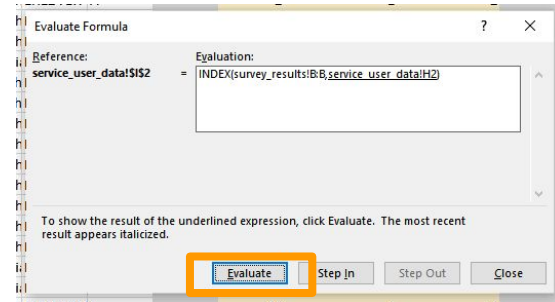 Evaluate Formula ? ×
Reference: Evaluation:
service_user_data!$I$2 = INDEX(survey_results!B:B,service_user_data!H2)
To show the result of the underlined expression, click Evaluate. The most recent
result appears italicized.
Evaluate Step In Step Out Close